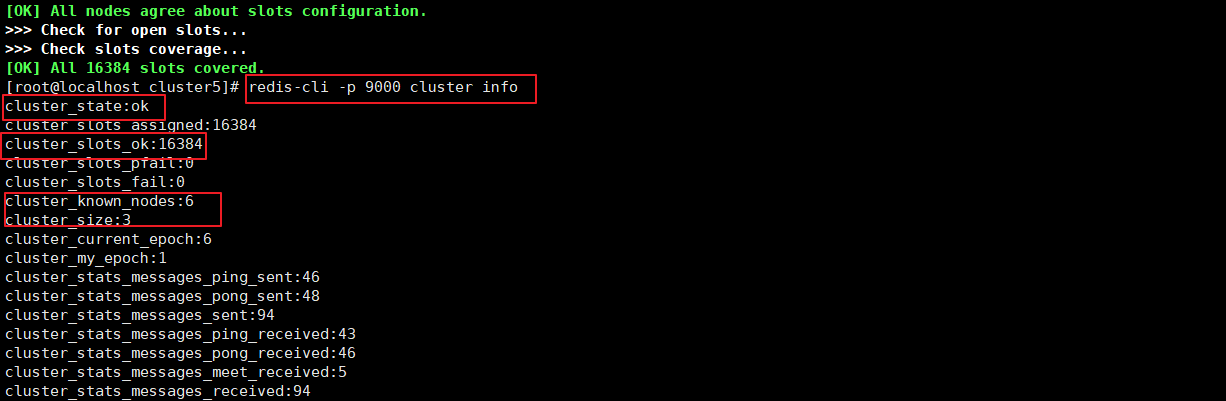 [OK] All nodes agree about slots configuration.
>>> Check for open slots...
>>> Check slots coverage...
[OK] All 16384 slots covered.
[root@localhost cluster5]# redis-cli -p 9000 cluster info
cluster_state:ok
cluster_slots_assigned:16384
cluster_slots_ok:16384
cluster_slots_pfail:0
cluster_slots_fail:0
cluster_known_nodes:6
cluster_size:3
cluster_current_epoch:6
cluster_my_epoch:1
cluster_stats_messages_ping_sent:46
cluster_stats_messages_pong_sent:48
cluster_stats_messages_sent:94
cluster_stats_messages_ping_received:43
cluster_stats_messages_pong_received:46
cluster_stats_messages_meet_received:5
cluster_stats_messages_received:94